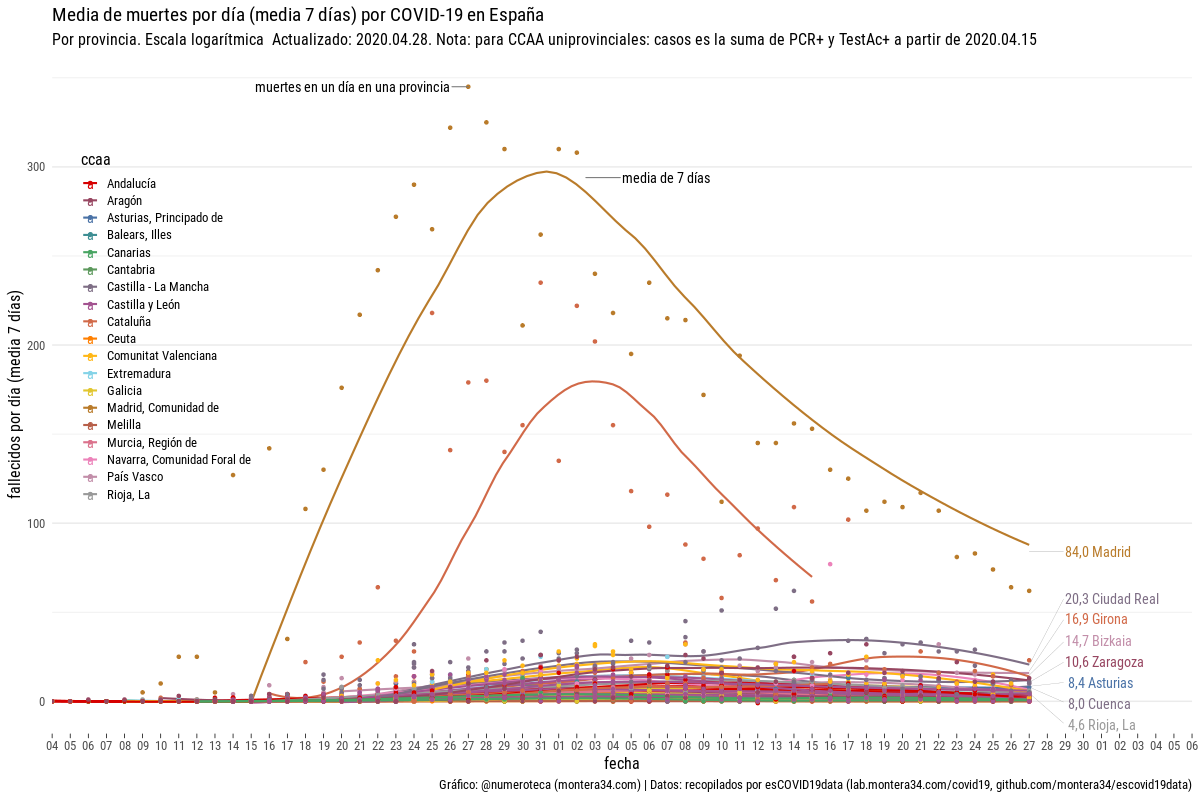 Media de muertes por día (media 7 días) por COVID-19 en España
Por provincia. Escala logarítmica  Actualizado: 2020.04.28. Nota: para CCAA uniprovinciales: casos es la suma de PCR+ y TestAc+ a partir de 2020.04.15
muertes en un día en una provincia
media de 7 días
ccaa
Andalucía
Aragón
Asturias, Principado de
Balears, Illes
Canarias
Cantabria
Castilla - La Mancha
Castilla y León
Cataluña
Ceuta
Comunitat Valenciana
Extremadura
Galicia
Madrid, Comunidad de
Melilla
Murcia, Región de
Navarra, Comunidad Foral de
País Vasco
Rioja, La
fallecidos por día (media 7 días)
300
200
100
0
84,0 Madrid
20,3 Ciudad Real
16,9 Girona
14,7 Bizkaia
10,6 Zaragoza
8,4 Asturias
8,0 Cuenca
4,6 Rioja, La
04 05 06 07 08 09 10 11 12 13 14 15 16 17 18 19 20 21 22 23 24 25 26 27 28 29 30 31 01 02 03 04 05 06 07 08 09 10 11 12 13 14 15 16 17 18 19 20 21 22 23 24 25 26 27 28 29 30 01 02 03 04 05 06
fecha
Gráfico: @numeroteca (montera34.com) | Datos: recopilados por esCOVID19data (lab.montera34.com/covid19, github.com/montera34/escovid19data)